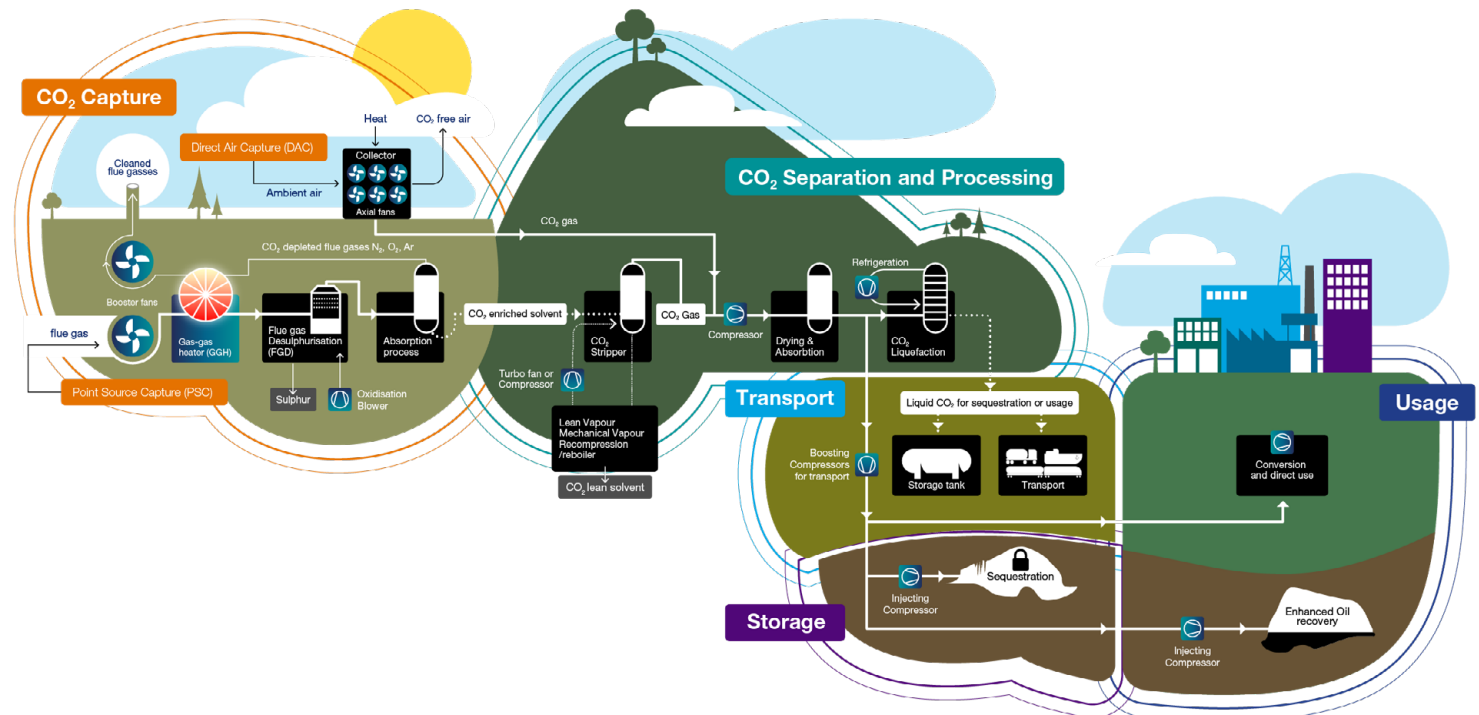 CO₂ Capture
Heat
CO₂ free air
Direct Air Capture (DAC)
Collector
Cleaned
flue gasses
Ambient air
Axial fans
CO₂ Separation and Processing
CO₂ gas
CO₂ depleted flue gases N₂, O₂, Ar
Booster fans
flue gas
Gas-gas
heater (GGH)
Flue gas
Desulphurisation
(FGD)
Absorption
process
Point Source Capture (PSC)
Sulphur
Oxidisation
Blower
CO₂ enriched solvent
CO₂
Stripper
CO₂ Gas
Compressor
Drying &
Absorbtion
Refrigeration
CO₂
Liquefaction
Turbo fan or
Compressor
Lean Vapour
Mechanical Vapour
Recompression
/reboiler
CO₂ lean solvent
Transport
Liquid CO₂ for sequestration or usage
Boosting
Compressors
for transport
Storage tank
Transport
Usage
Conversion
and direct use
Storage
Injecting
Compressor
Sequestration
Injecting
Compressor
Enhanced Oil
recovery